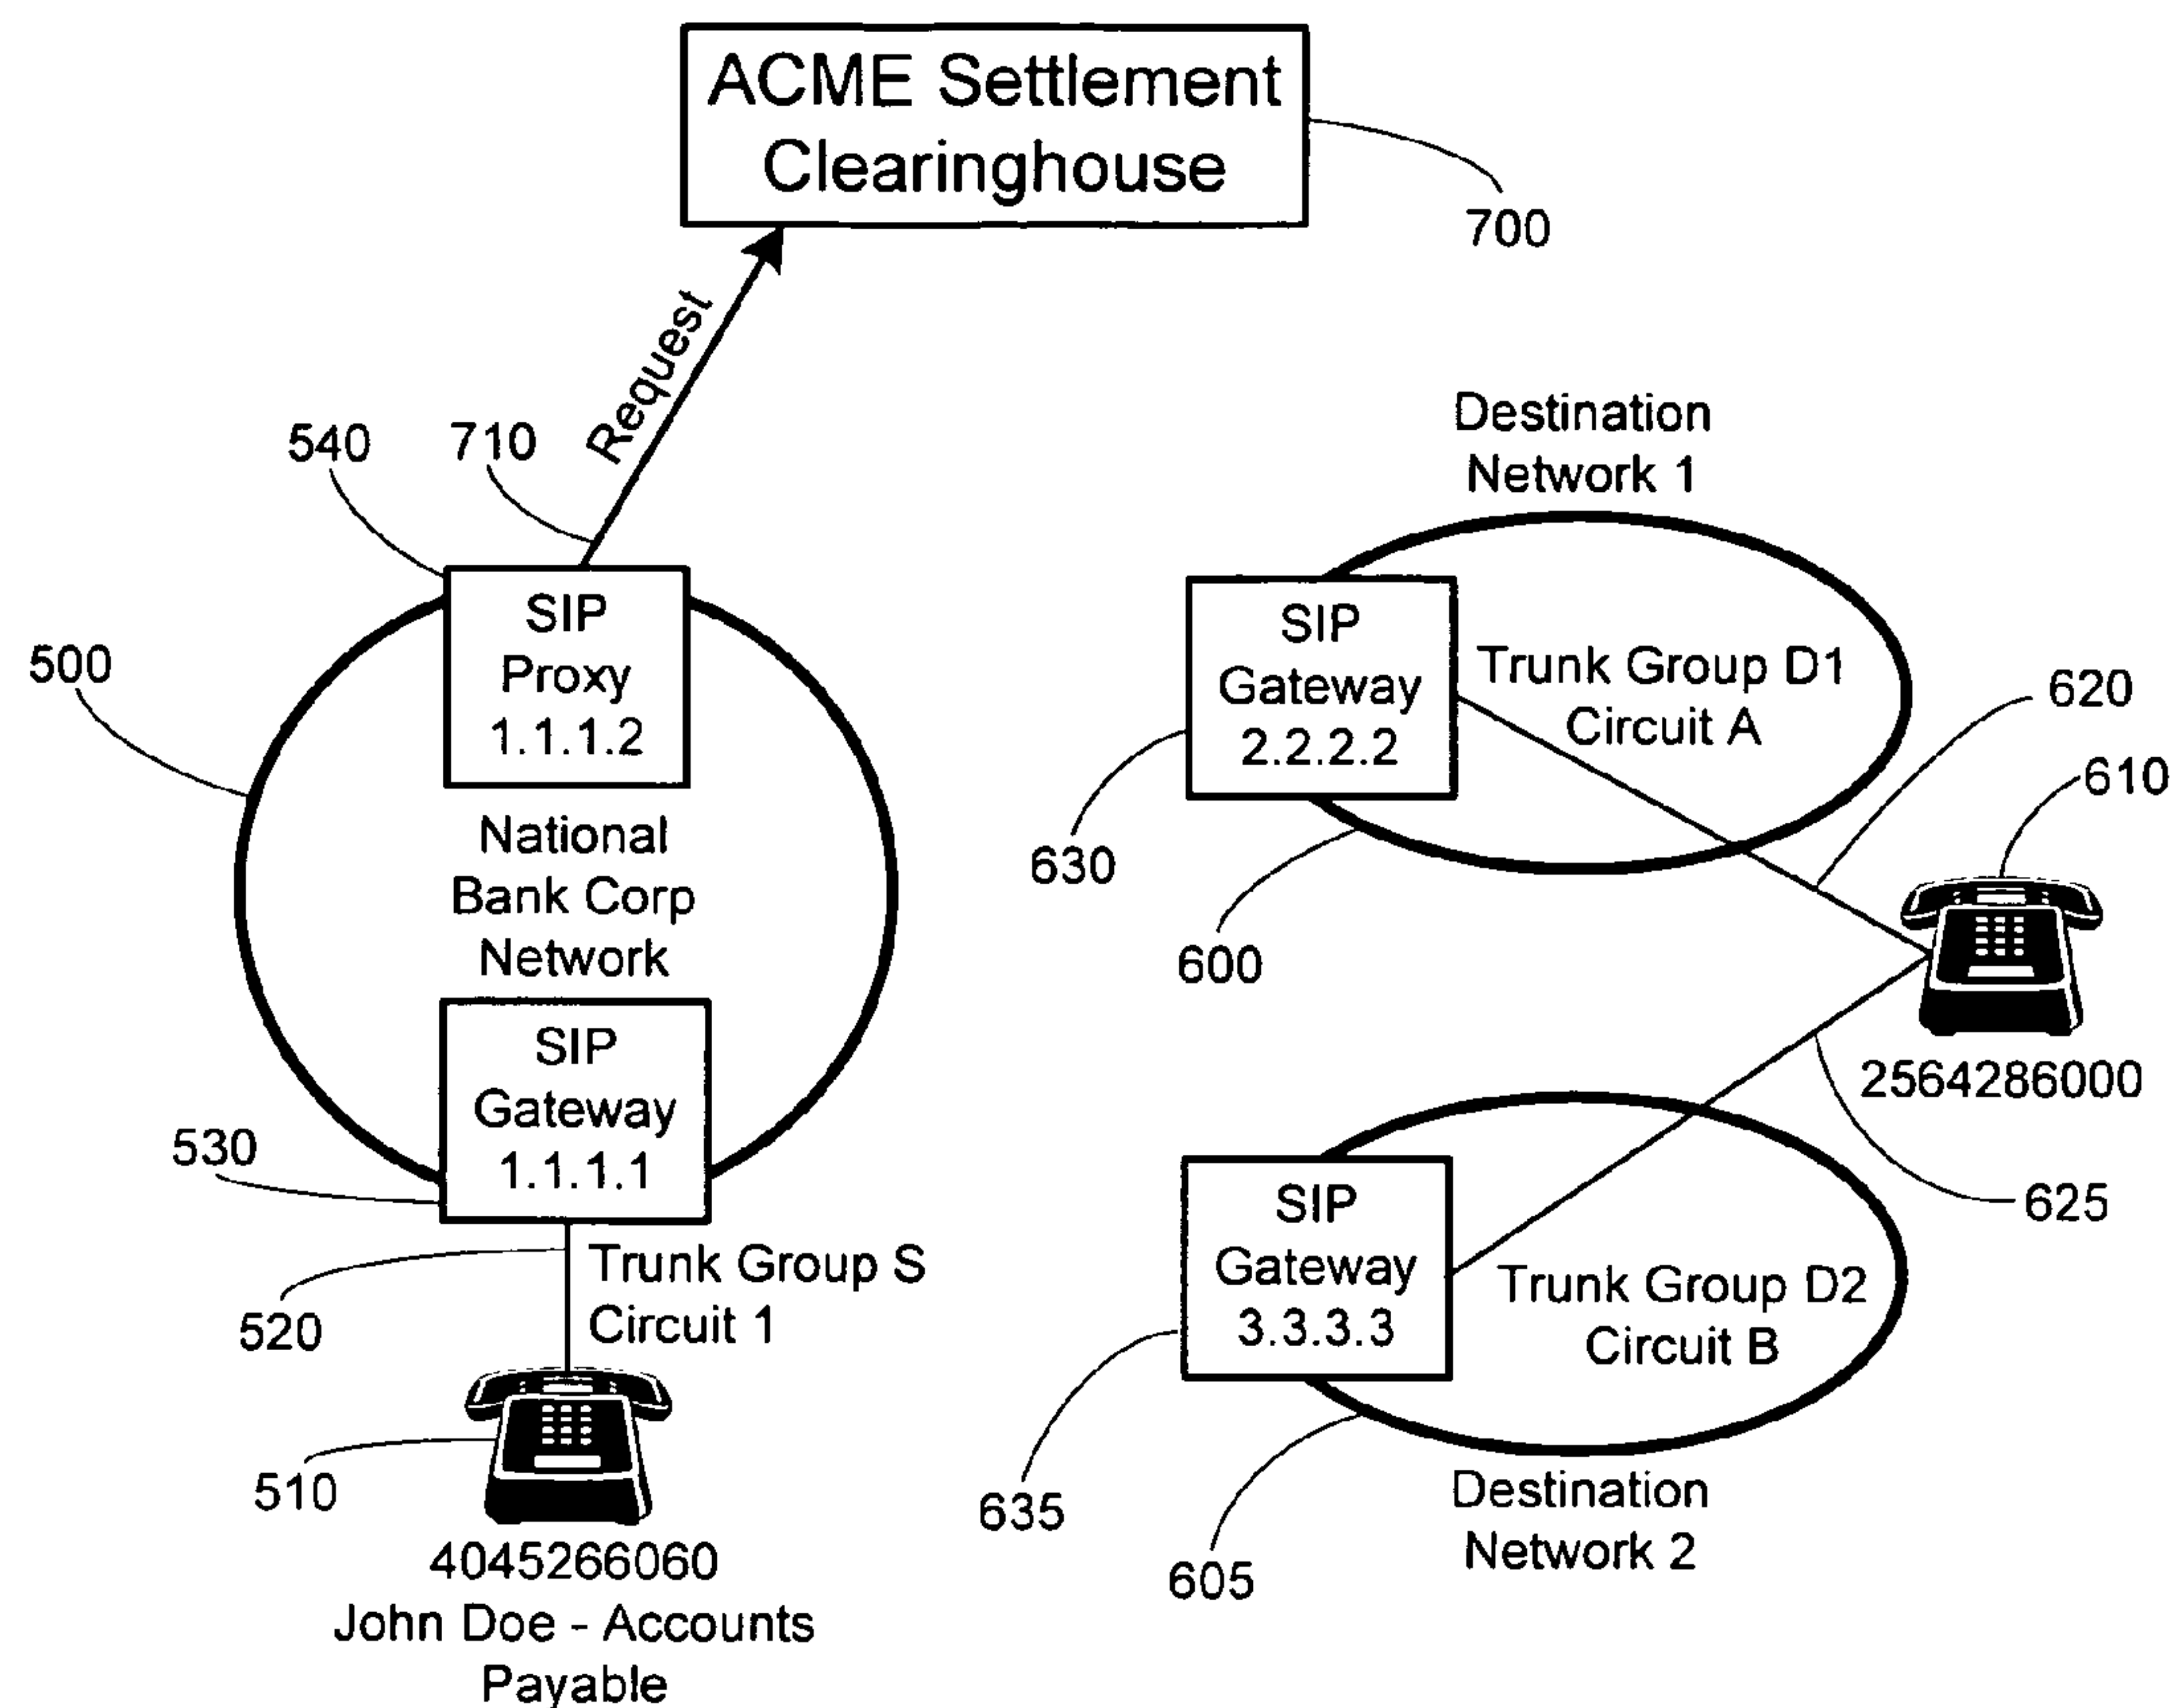 ACME Settlement
Clearinghouse
700
Request
710
540
SIP
Proxy
1.1.1.2
500
National
Bank Corp
Network
SIP
Gateway
1.1.1.1
530
Trunk Group S
Circuit 1
520
510
4045266060
John Doe - Accounts
Payable
Destination
Network 1
SIP
Gateway
2.2.2.2
Trunk Group D1
Circuit A
620
610
630
600
2564286000
625
SIP
Gateway
3.3.3.3
Trunk Group D2
Circuit B
635
605
Destination
Network 2